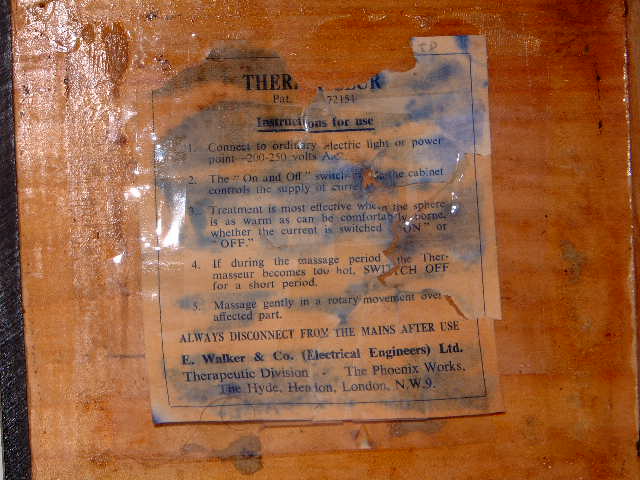 Pat. 72151
Instructions for use
1. Connect to ordinary electric light or power
point—200-250 volts A.C.
2. The "On and Off" switch the cabinet
controls the supply of current
3. Treatment is most effective when the sphere
is as warm as can be comfortably borne,
whether the current is switched "ON" or
"OFF."
4. If during the massage period the Ther-
masseur becomes too hot, SWITCH OFF
for a short period.
5. Massage gently in a rotary movement over
affected part.
ALWAYS DISCONNECT FROM THE MAINS AFTER USE
E. Walker & Co. (Electrical Engineers) Ltd.
Therapeutic Division - The Phoenix Works,
The Hyde, Hendon, London, N.W.9.